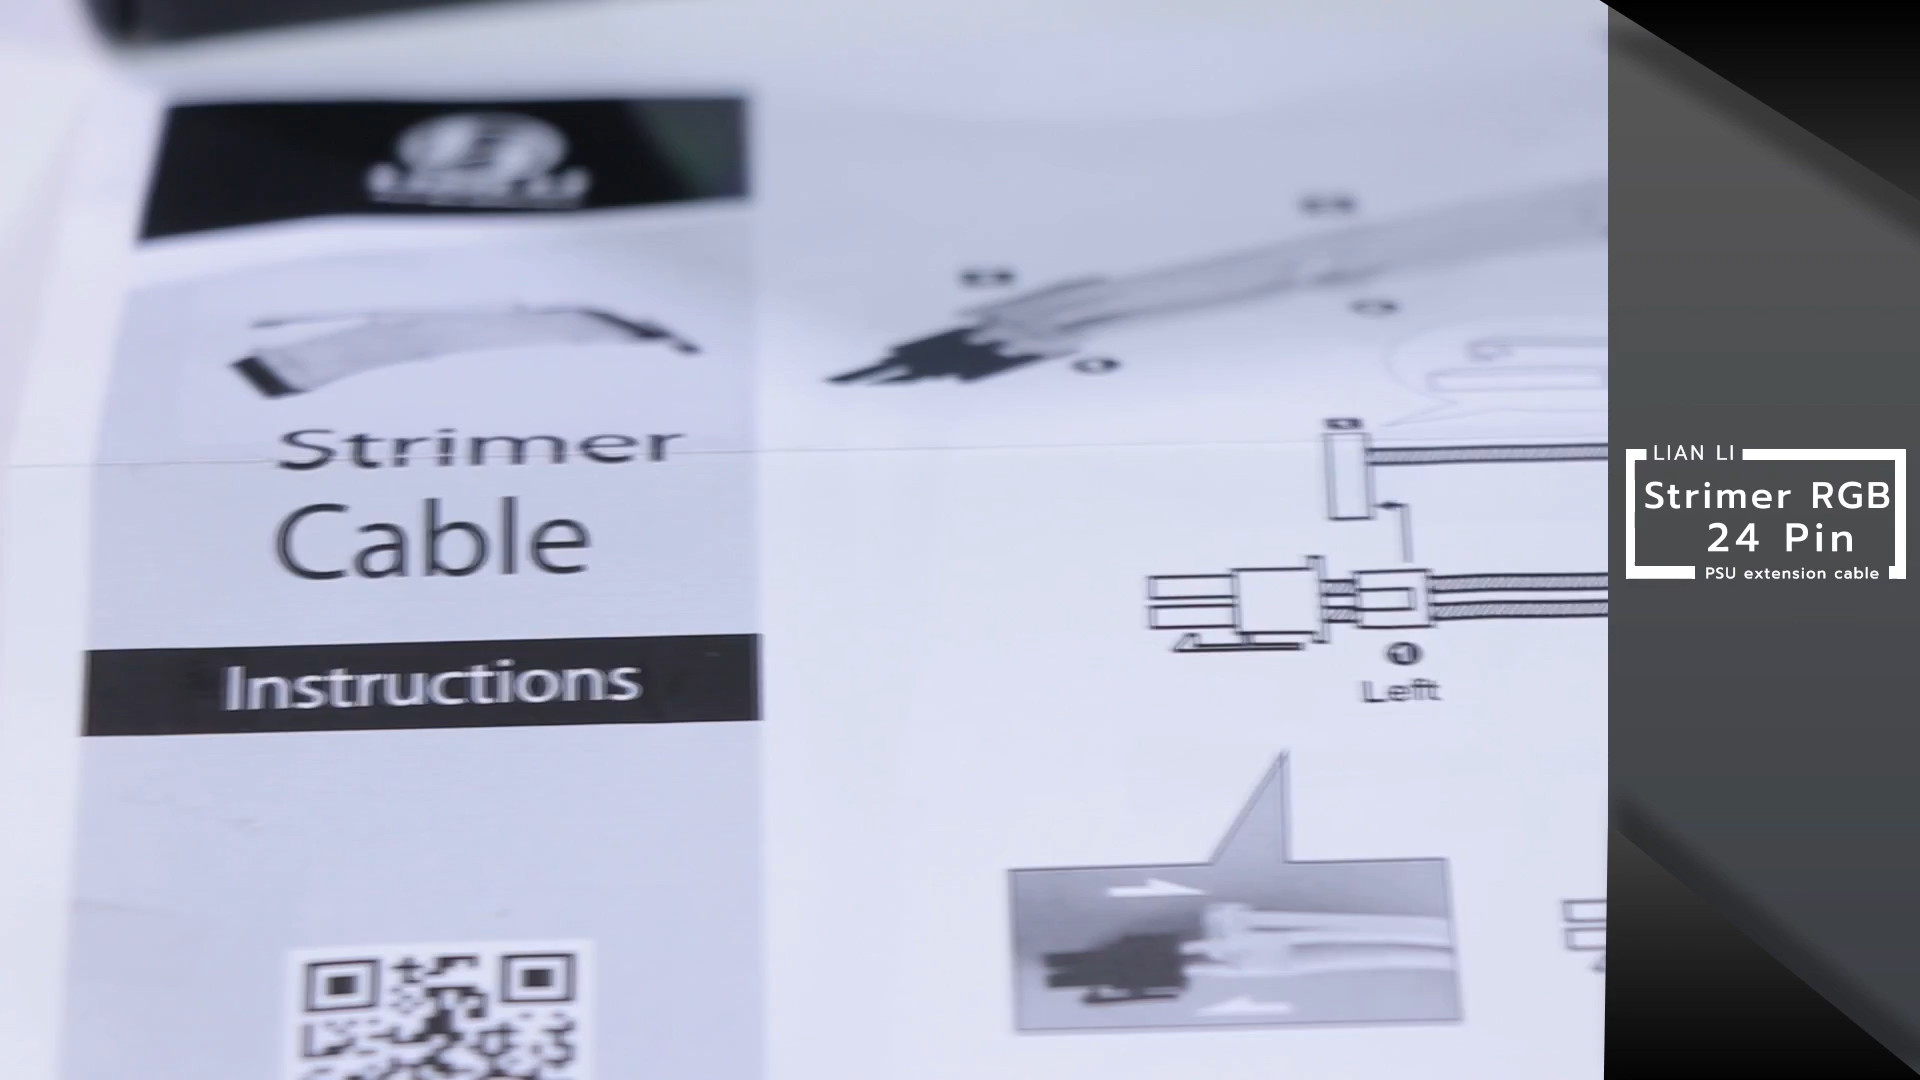 Strimer
Cable
Instructions
Left
LIAN LI
Strimer RGB
24 Pin
PSU extension cable